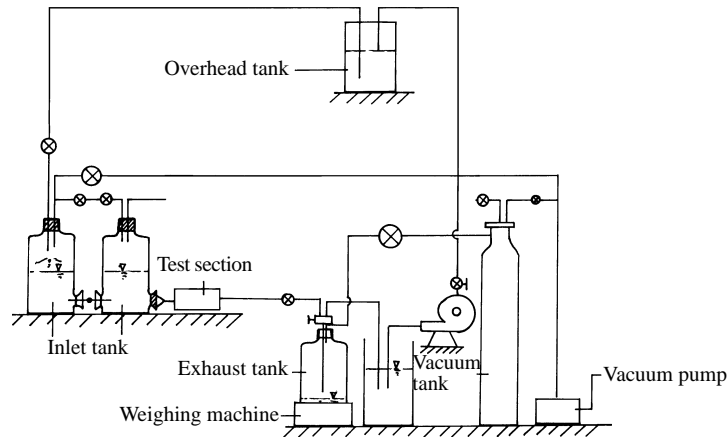 Overhead tank
Test section
Inlet tank
Exhaust tank
Vacuum
tank
Vacuum pump
Weighing machine